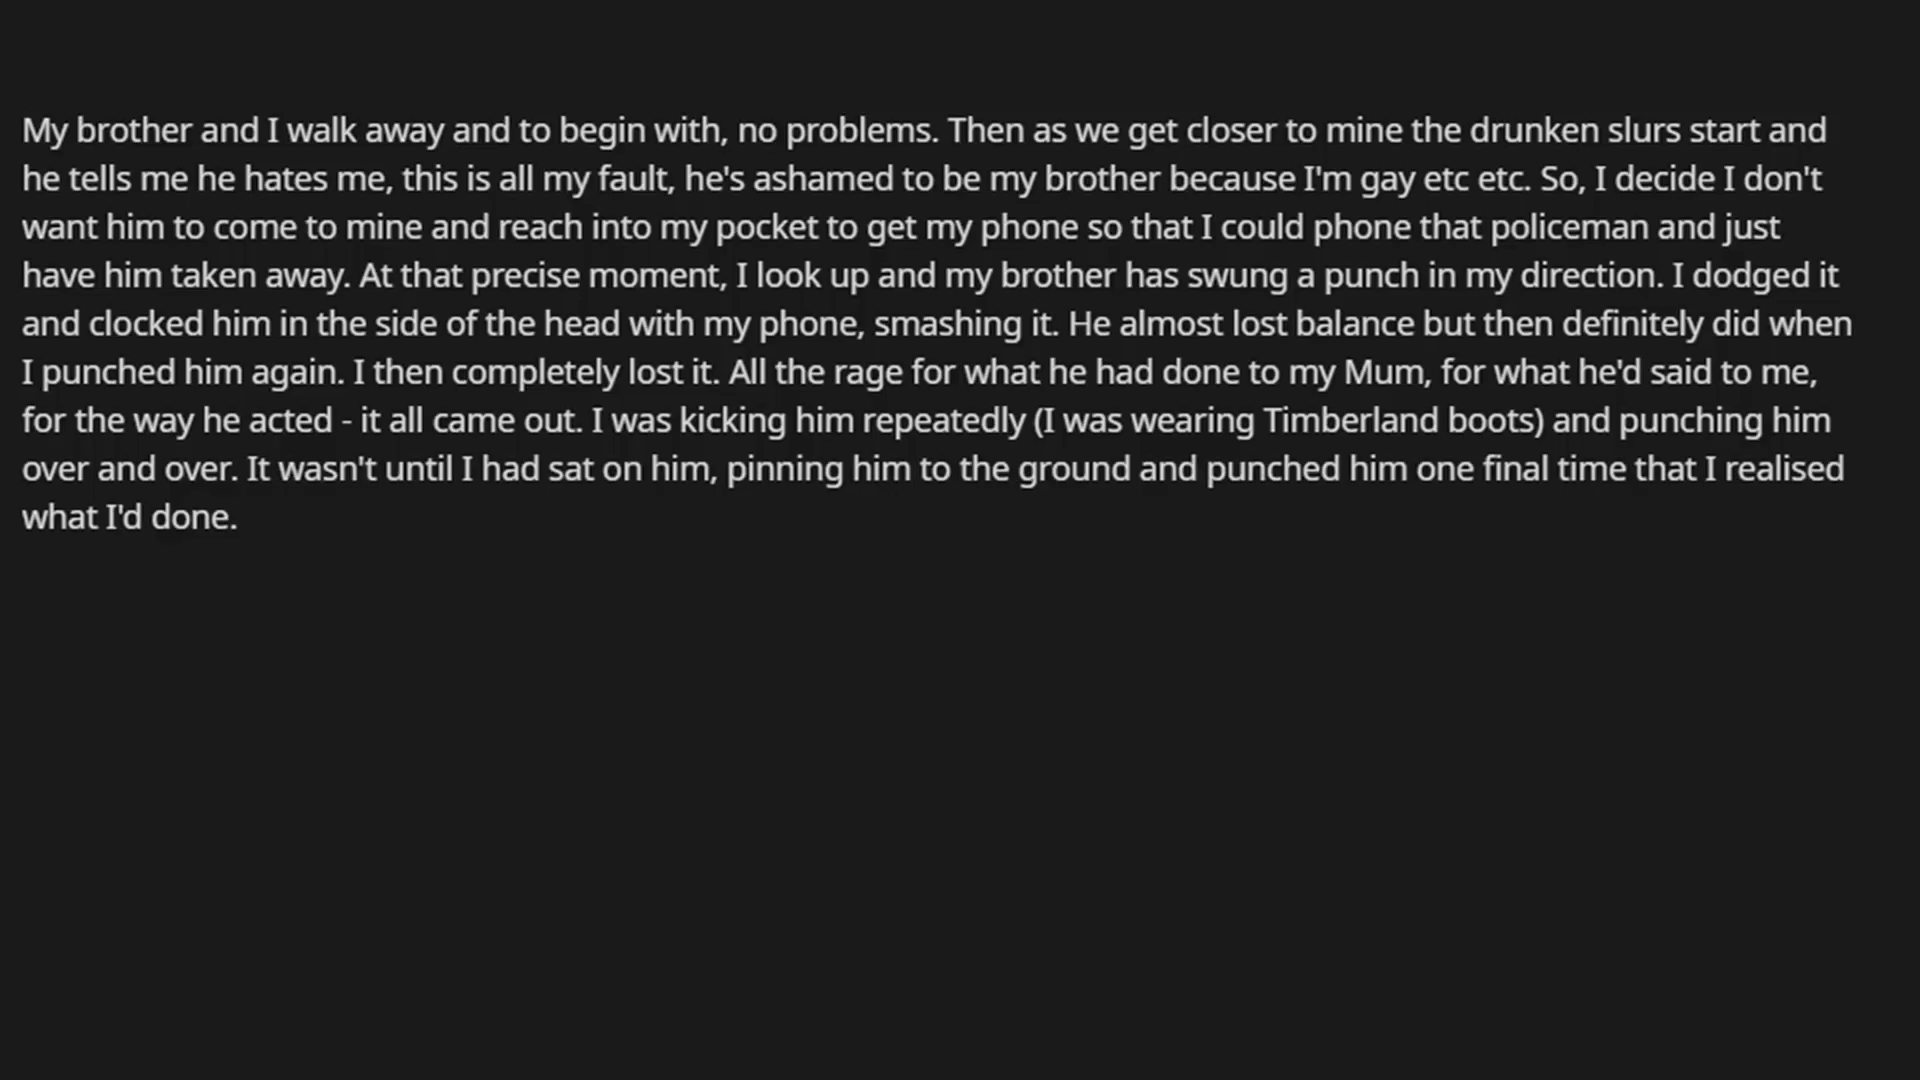 My brother and I walk away and to begin with, no problems. Then as we get closer to mine the drunken slurs start and
he tells me he hates me, this is all my fault, he's ashamed to be my brother because I'm gay etc etc. So, I decide I don't
want him to come to mine and reach into my pocket to get my phone so that I could phone that policeman and just
have him taken away. At that precise moment, I look up and my brother has swung a punch in my direction. I dodged it
and clocked him in the side of the head with my phone, smashing it. He almost lost balance but then definitely did when
I punched him again. I then completely lost it. All the rage for what he had done to my Mum, for what he'd said to me,
for the way he acted - it all came out. I was kicking him repeatedly (I was wearing Timberland boots) and punching him
over and over. It wasn't until I had sat on him, pinning him to the ground and punched him one final time that I realised
what I'd done.